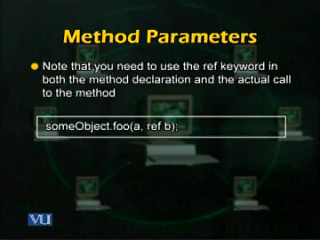 Method Parameters
Note that you need to use the ref keyword in
both the method declaration and the actual call
to the method
someObject.foo(a, ref b);
VU